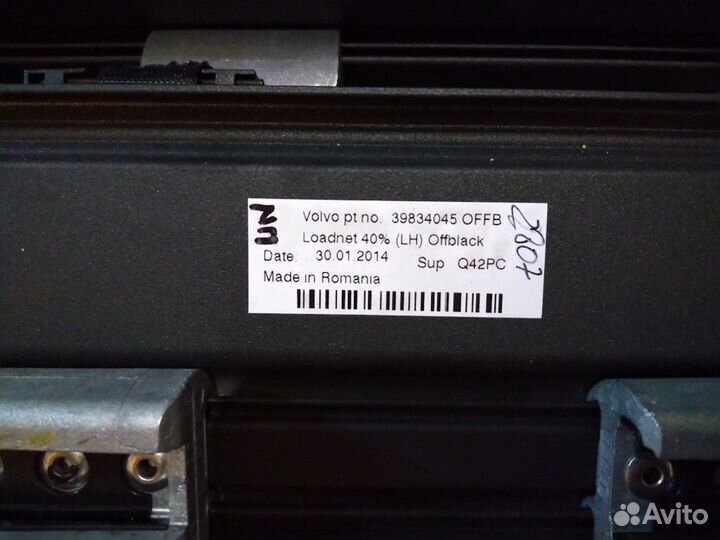 Volvo pt no. 39834045 OFFB
Loadnet 40% (LH) Offblack
Date: 30.01.2014 Sup Q42PC
Made in Romania
2807
Avito